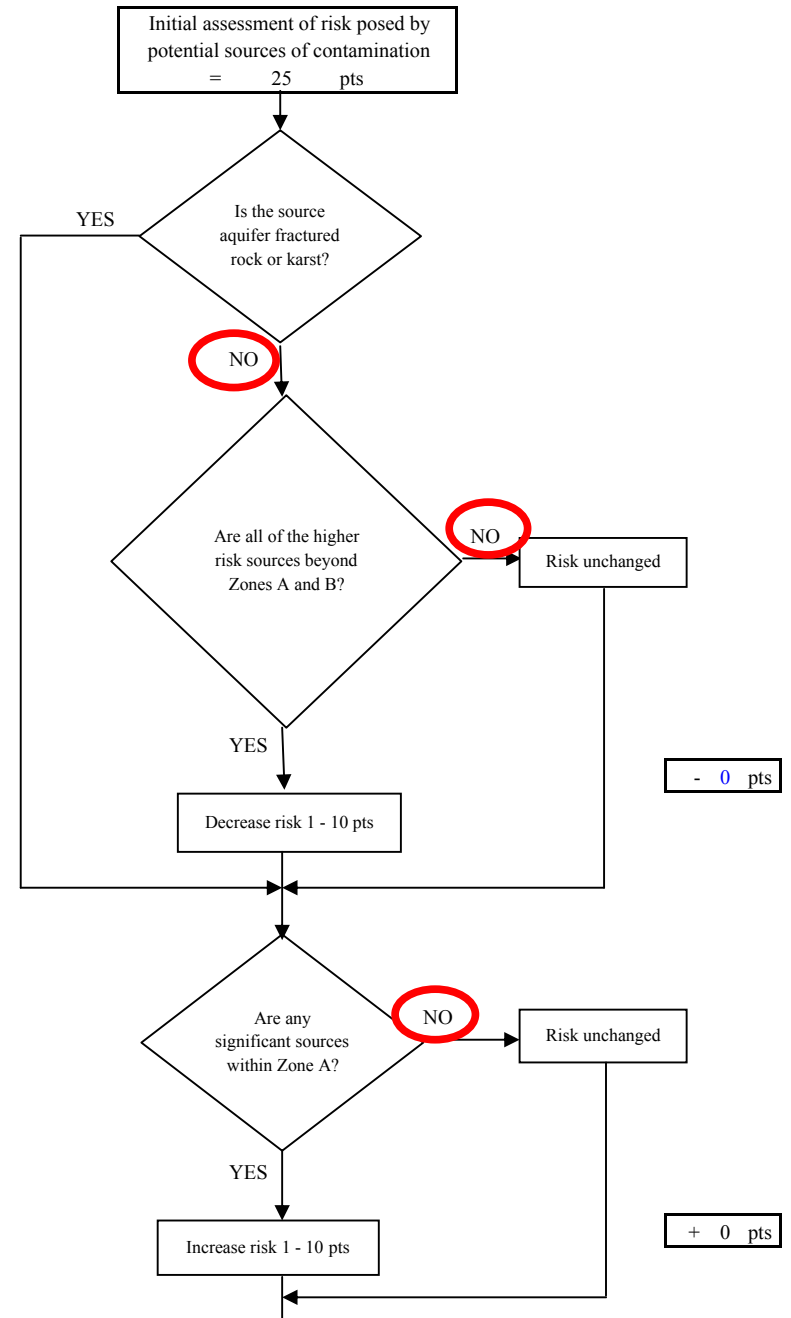 Initial assessment of risk posed by
potential sources of contamination
= 25 pts
Is the source
aquifer fractured
rock or karst?
YES
NO
Are all of the higher
risk sources beyond
Zones A and B?
NO
Risk unchanged
YES
- 0 pts
Decrease risk 1 - 10 pts
Are any
significant sources
within Zone A?
NO
Risk unchanged
YES
+ 0 pts
Increase risk 1 - 10 pts